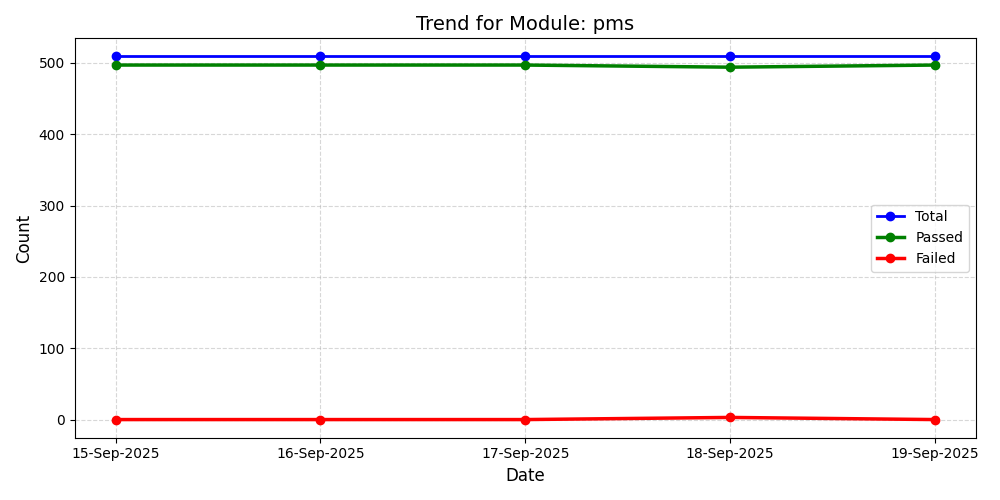 Trend for Module: pms
Count
500
400
300
200
100
0
Total
Passed
Failed
15-Sep-2025
16-Sep-2025
17-Sep-2025
18-Sep-2025
19-Sep-2025
Date